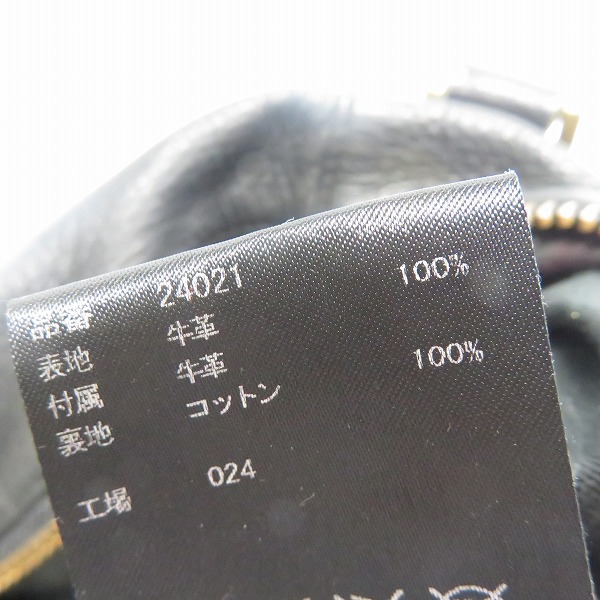 品番 24021
表地 牛革 100%
付属 牛革
裏地 コットン 100%
工場 024